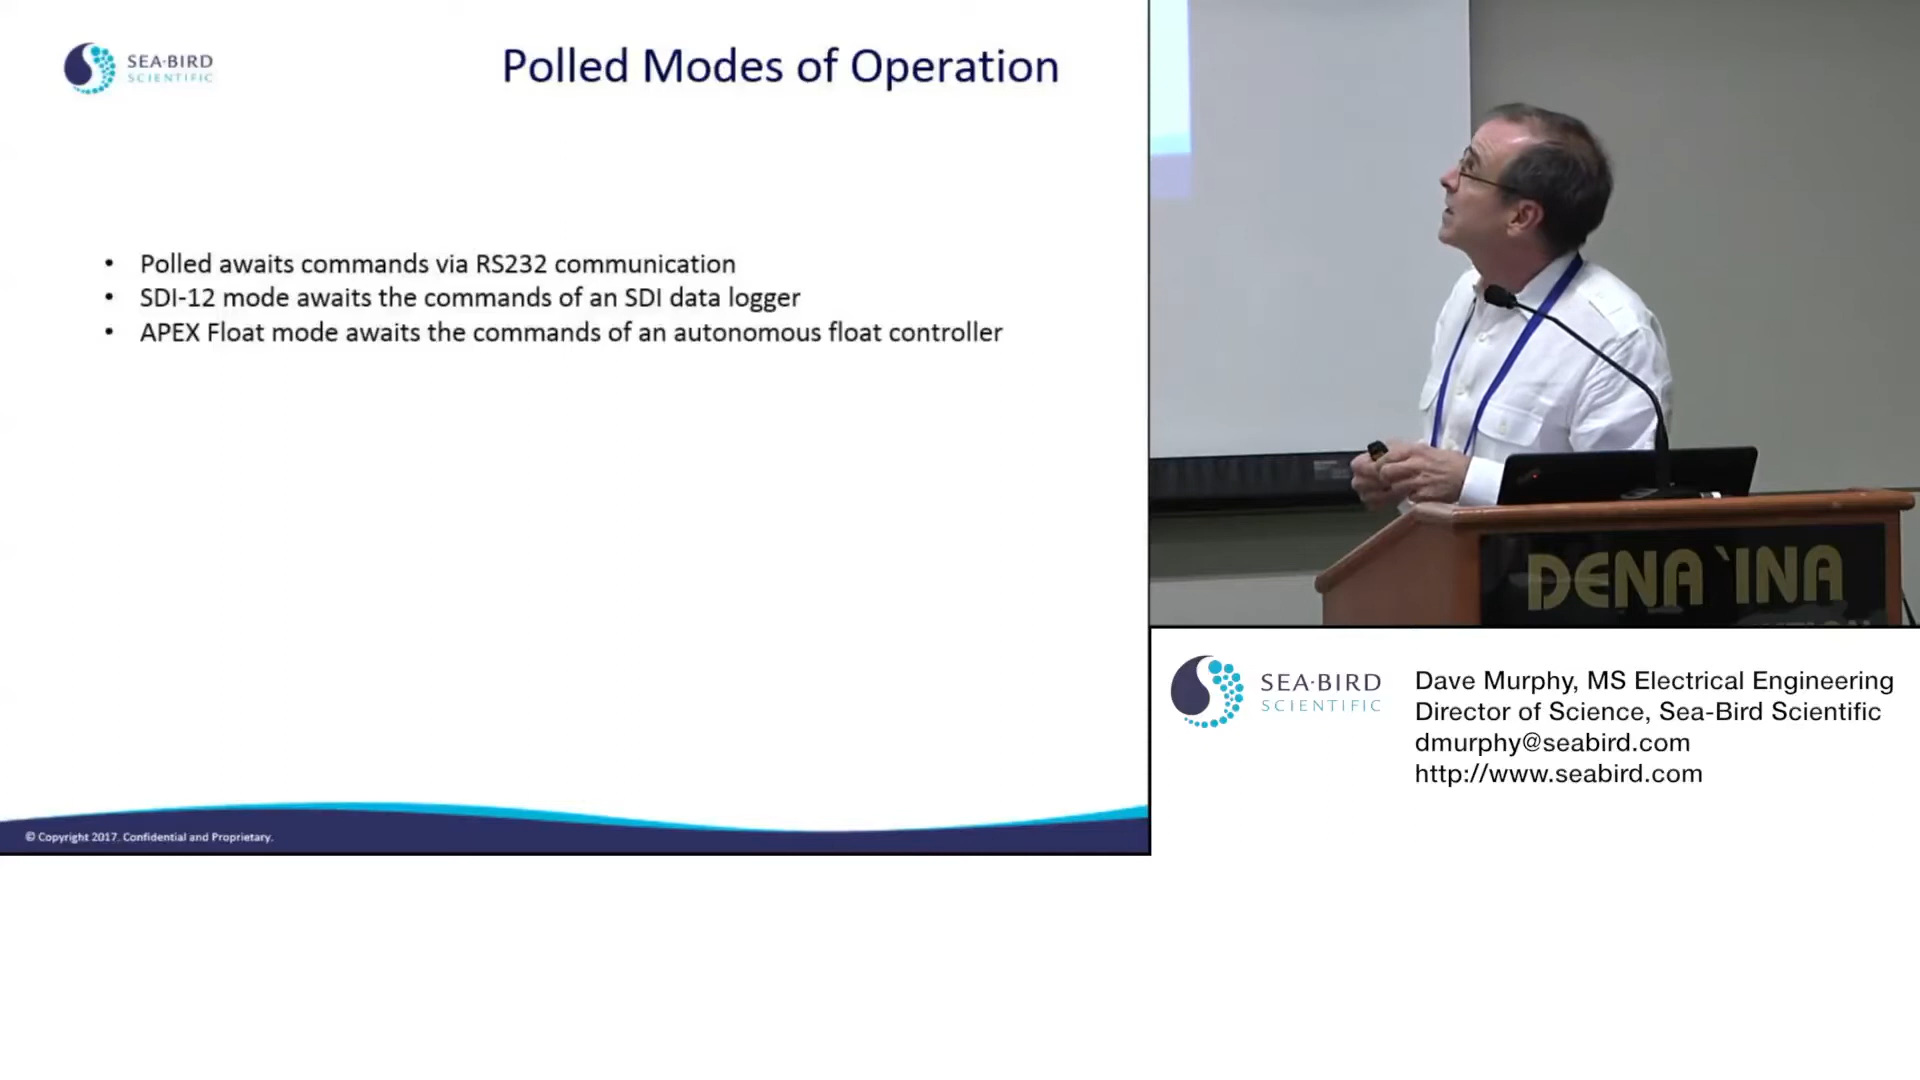 SEA·BIRD
SCIENTIFIC
Polled Modes of Operation
• Polled awaits commands via RS232 communication
• SDI-12 mode awaits the commands of an SDI data logger
• APEX Float mode awaits the commands of an autonomous float controller
© Copyright 2017. Confidential and Proprietary.
DENA`INA
SEA·BIRD
SCIENTIFIC
Dave Murphy, MS Electrical Engineering
Director of Science, Sea-Bird Scientific
dmurphy@seabird.com
http://www.seabird.com